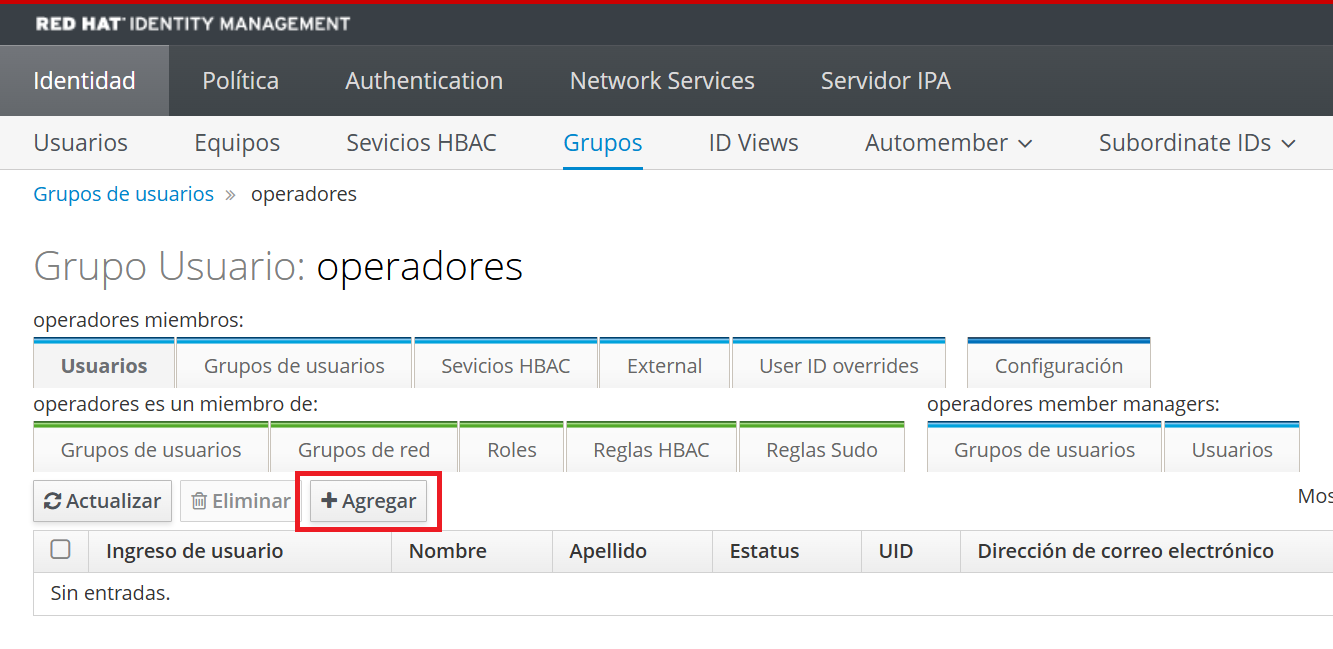 RED HAT IDENTITY MANAGEMENT
Identidad Política Authentication Network Services Servidor IPA
Usuarios Equipos Sevicios HBAC Grupos ID Views Automember Subordinate IDs
Grupos de usuarios » operadores
Grupo Usuario: operadores
operadores miembros:
Usuarios Grupos de usuarios Sevicios HBAC External User ID overrides Configuración
operadores es un miembro de: operadores member managers:
Grupos de usuarios Grupos de red Roles Reglas HBAC Reglas Sudo Grupos de usuarios Usuarios
Actualizar Eliminar + Agregar Mos
Ingreso de usuario Nombre Apellido Estatus UID Dirección de correo electrónico
Sin entradas.